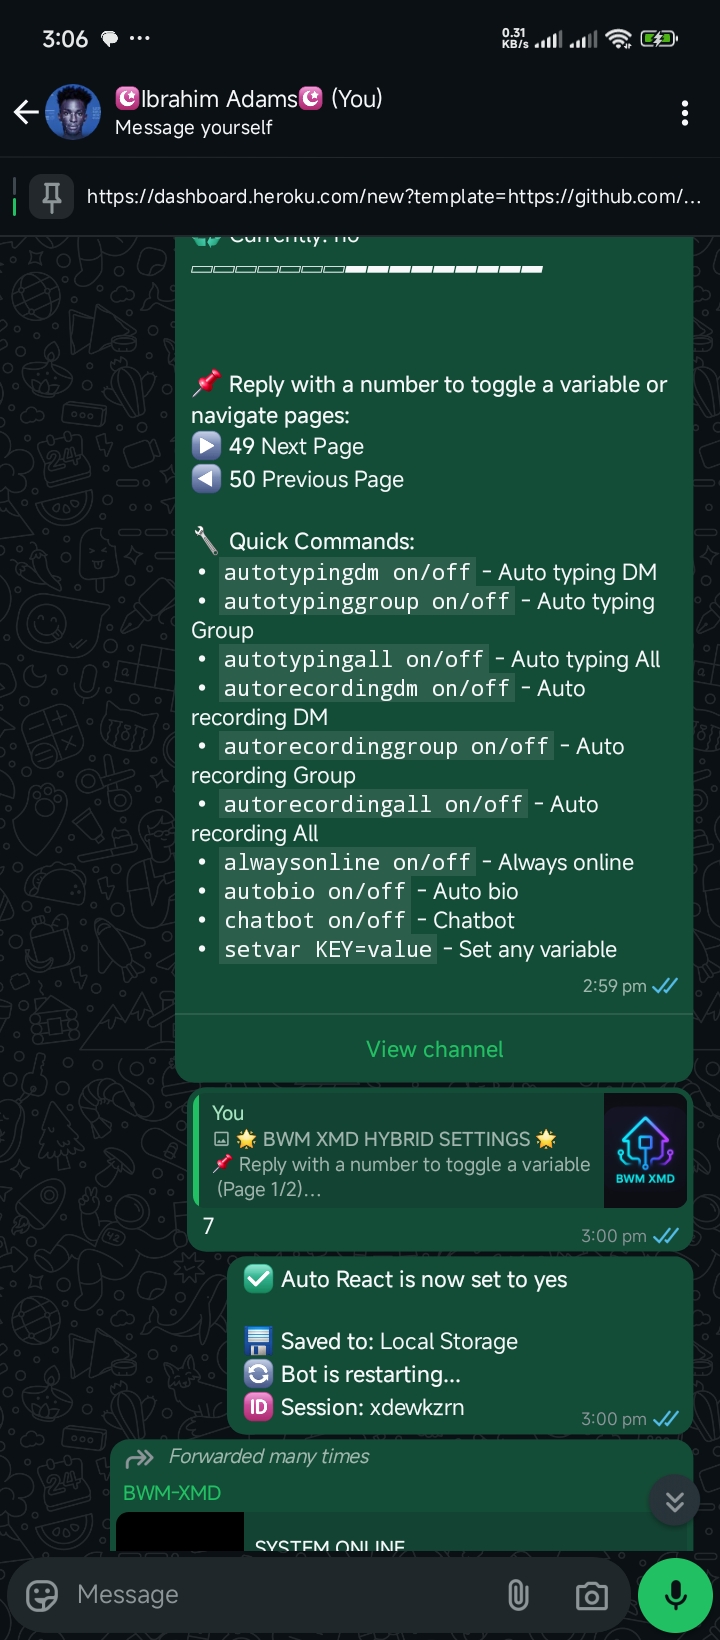 3:06
0.31
KB/s
Ibrahim Adams (You)
Message yourself
https://dashboard.heroku.com/new?template=https://github.com/...
Currently: no
📌 Reply with a number to toggle a variable or
navigate pages:
▶️ 49 Next Page
◀️ 50 Previous Page
🔧 Quick Commands:
• autotypingdm on/off - Auto typing DM
• autotypinggroup on/off - Auto typing
Group
• autotypingall on/off - Auto typing All
• autorecordingdm on/off - Auto
recording DM
• autorecordinggroup on/off - Auto
recording Group
• autorecordingall on/off - Auto
recording All
• alwaysonline on/off - Always online
• autobio on/off - Auto bio
• chatbot on/off - Chatbot
• setvar KEY=value - Set any variable
2:59 pm
View channel
You
🌟 BWM XMD HYBRID SETTINGS 🌟
📌 Reply with a number to toggle a variable
(Page 1/2)...
BWM XMD
7
3:00 pm
✅ Auto React is now set to yes
💾 Saved to: Local Storage
🔄 Bot is restarting...
🆔 Session: xdewkzrn
3:00 pm
Forwarded many times
BWM-XMD
SYSTEM ONLINE
Message